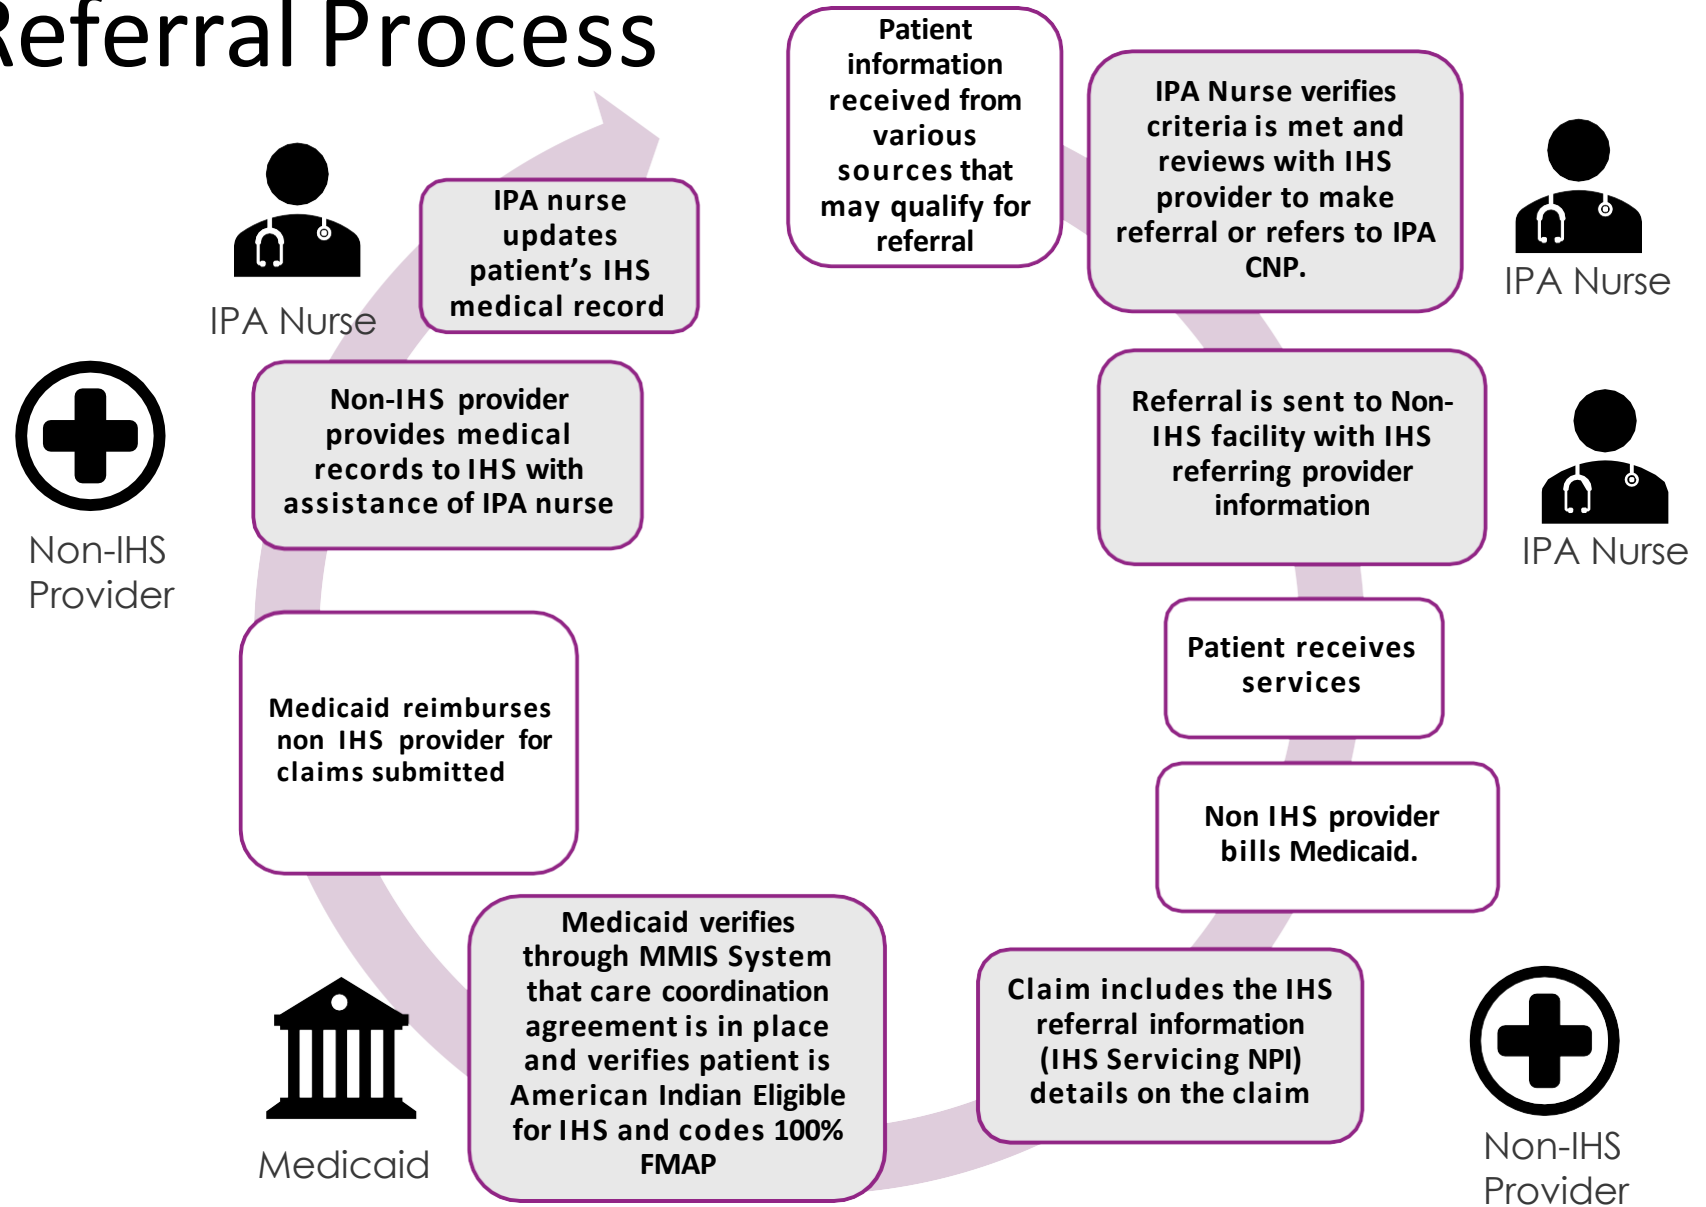 Referral Process
Patient
information
received from
various
sources that
may qualify for
referral
IPA Nurse verifies
criteria is met and
reviews with IHS
provider to make
referral or refers to IPA
CNP.
IPA Nurse
Referral is sent to Non-
IHS facility with IHS
referring provider
information
IPA Nurse
Patient receives
services
Non IHS provider
bills Medicaid.
Claim includes the IHS
referral information
(IHS Servicing NPI)
details on the claim
Non-IHS
Provider
Medicaid verifies
through MMIS System
that care coordination
agreement is in place
and verifies patient is
American Indian Eligible
for IHS and codes 100%
FMAP
Medicaid
Medicaid reimburses
non IHS provider for
claims submitted
Non-IHS provider
provides medical
records to IHS with
assistance of IPA nurse
Non-IHS
Provider
IPA nurse
updates
patient’s IHS
medical record
IPA Nurse